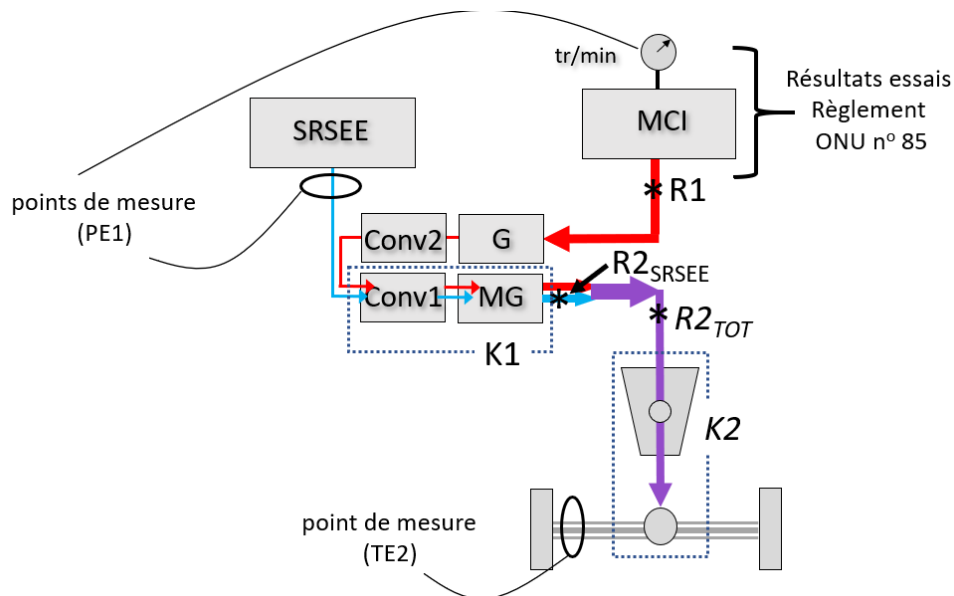 tr/min
MCI
Résultats essais
Règlement
ONU nº 85
SRSEE
R1
points de mesure
(PE1)
Conv2
G
Conv1
MG
R2SRSEE
K1
R2TOT
K2
point de mesure
(TE2)